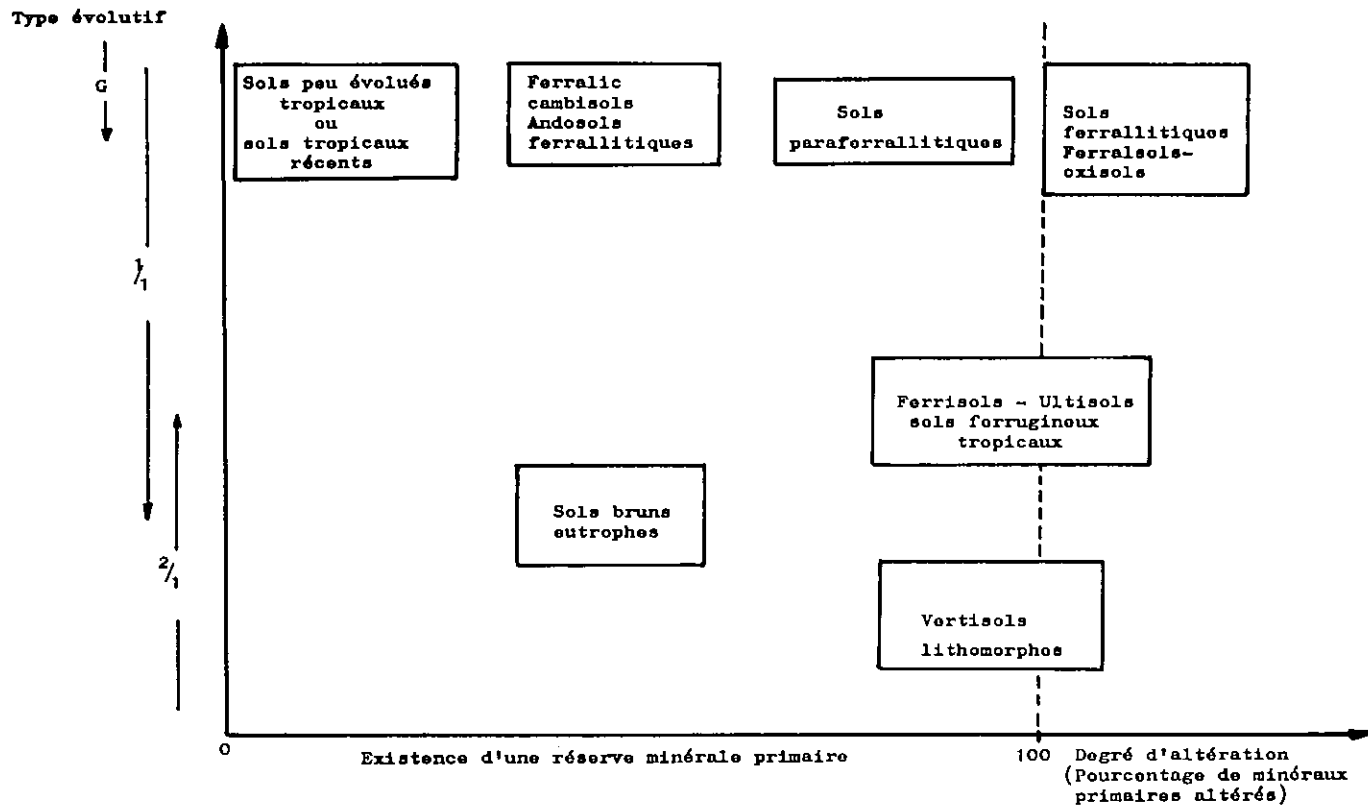 Type évolutif
G
1/1
2/1
Sols peu évolués
tropicaux
ou
sols tropicaux
récents
Ferralic
cambisols
Andosols
ferrallitiques
Sols
paraferrallitiques
Sols
ferrallitiques
Ferralsols-
oxisols
Ferrisols - Ultisols
sols ferrugineux
tropicaux
Sols bruns
eutrophes
Vertisols
lithomorphes
0
Existence d'une réserve minérale primaire
100
Degré d'altération
(Pourcentage de minéraux
primaires altérés)